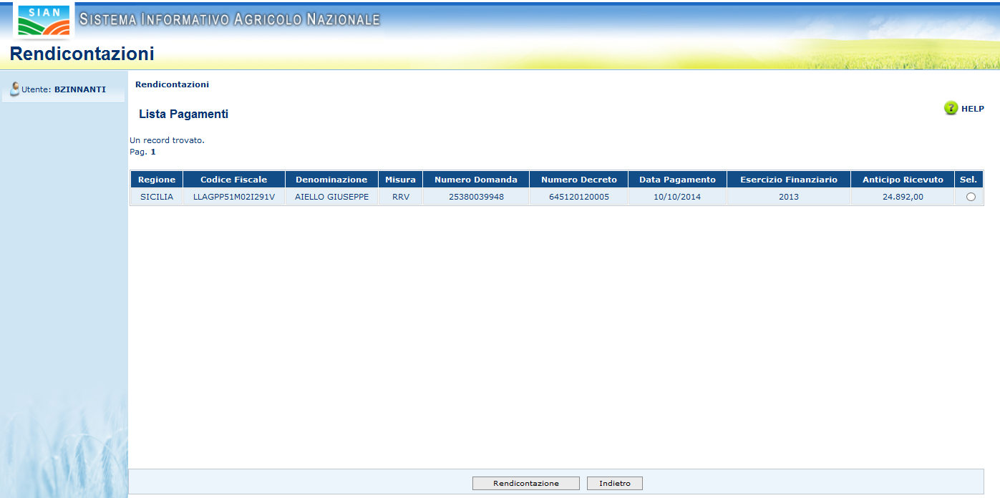 SIAN
SISTEMA INFORMATIVO AGRICOLO NAZIONALE
Rendicontazioni
Utente: BZINNANTI
Rendicontazioni
Lista Pagamenti
HELP
Un record trovato.
Pag. 1
Regione Codice Fiscale Denominazione Misura Numero Domanda Numero Decreto Data Pagamento Esercizio Finanziario Anticipo Ricevuto Sel.
SICILIA LLAGPP51M02I291V AIELLO GIUSEPPE RRV 25380039948 645120120005 10/10/2014 2013 24.892,00
Rendicontazione Indietro